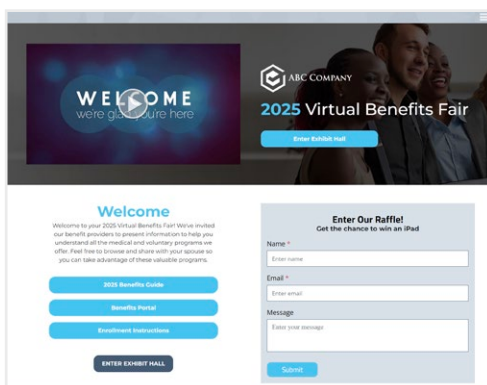 WELCOME
we're glad you're here
ABC COMPANY
2025 Virtual Benefits Fair
Enter Exhibit Hall
Welcome
Welcome to your 2025 Virtual Benefits Fair! We've invited
our benefit providers to present information to help you
understand all the medical and voluntary programs we
offer. Feel free to browse and share with your spouse so
you can take advantage of these valuable programs.
2025 Benefits Guide
Benefits Portal
Enrollment Instructions
ENTER EXHIBIT HALL
Enter Our Raffle!
Get the chance to win an iPad
Name *
Enter name
Email *
Enter email
Message
Enter your message
Submit